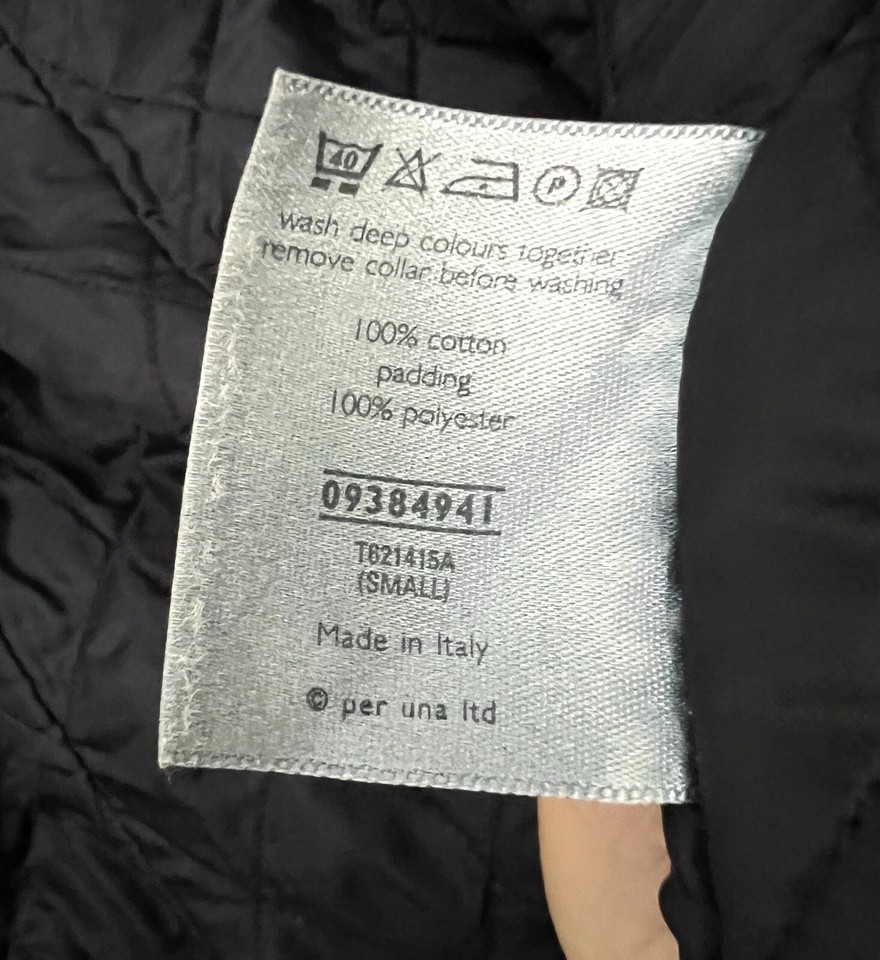 40 P
wash deep colours together
remove collar before washing
100% cotton
padding
100% polyester
09384941
T621415A
(SMALL)
Made in Italy
© per una ltd